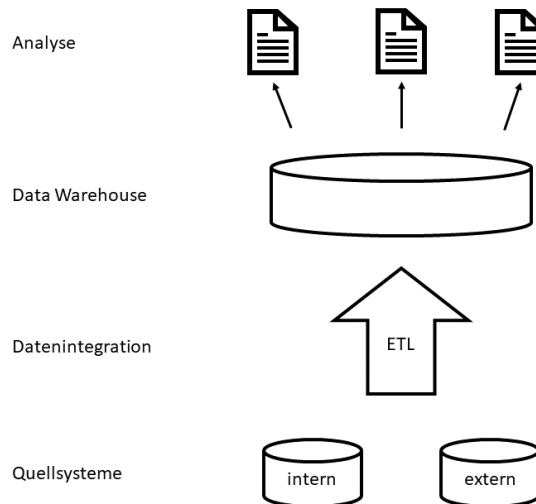 Analyse
Data Warehouse
Datenintegration
ETL
Quellsysteme
intern
extern